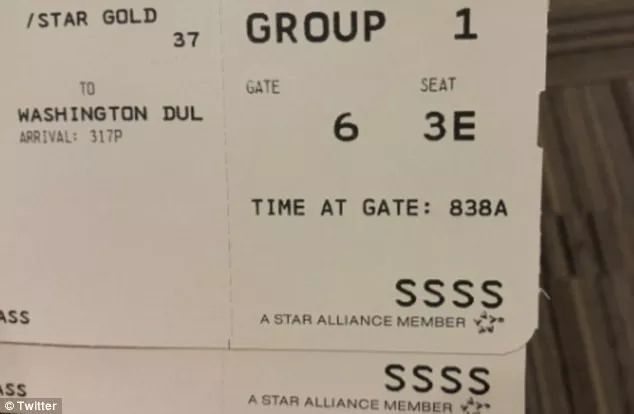 /STAR GOLD
37
GROUP 1
TO
WASHINGTON DUL
ARRIVAL: 317P
GATE SEAT
6 3E
TIME AT GATE: 838A
SSSS
A STAR ALLIANCE MEMBER
ASS
SSSS
A STAR ALLIANCE MEMBER
ASS
© Twitter